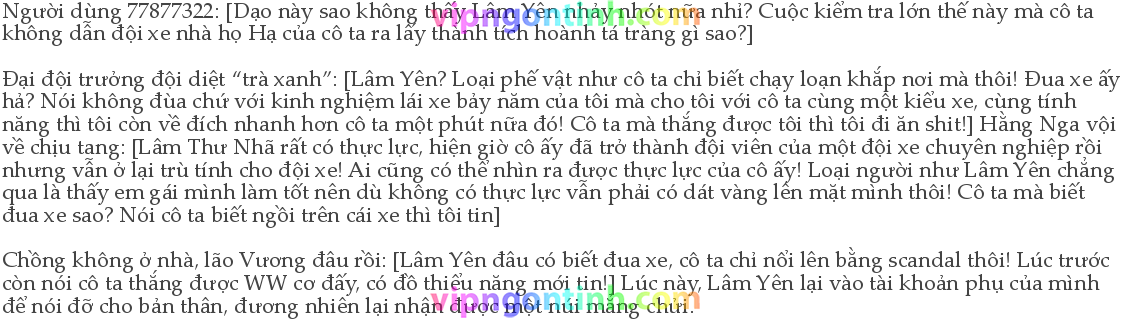 Người dùng 77877322: [Dạo này sao không thấy Lâm Yên nhảy nhót nữa nhỉ? Cuộc kiểm tra lớn thế này mà cô ta
không dẫn đội xe nhà họ Hạ của cô ta ra lấy thành tích hoành tá tràng gì sao?]
Đại đội trưởng đội diệt “trà xanh”: [Lâm Yên? Loại phế vật như cô ta chỉ biết chạy loạn khắp nơi mà thôi! Đua xe ấy
hả? Nói không đùa chứ với kinh nghiệm lái xe bảy năm của tôi mà cho tôi với cô ta cùng một kiểu xe, cùng tính
năng thì tôi còn về đích nhanh hơn cô ta một phút nữa đó! Cô ta mà thắng được tôi thì tôi đi ăn shit!] Hằng Nga vội
về chịu tang: [Lâm Thư Nhã rất có thực lực, hiện giờ cô ấy đã trở thành đội viên của một đội xe chuyên nghiệp rồi
nhưng vẫn ở lại trù tính cho đội xe! Ai cũng có thể nhìn ra được thực lực của cô ấy! Loại người như Lâm Yên chẳng
qua là thấy em gái mình làm tốt nên dù không có thực lực vẫn phải có dát vàng lên mặt mình thôi! Cô ta mà biết
đua xe sao? Nói cô ta biết ngồi trên cái xe thì tôi tin]
Chồng không ở nhà, lão Vương đâu rồi: [Lâm Yên đâu có biết đua xe, cô ta chỉ nổi lên bằng scandal thôi! Lúc trước
còn nói cô ta thắng được WW cơ đấy, có đồ thiểu năng mới tin!] Lúc này, Lâm Yên lại vào tài khoản phụ của mình
để nói đỡ cho bản thân, đương nhiên lại nhận được một núi mắng chửi.
vipngontinh.com
vipngontinh.com